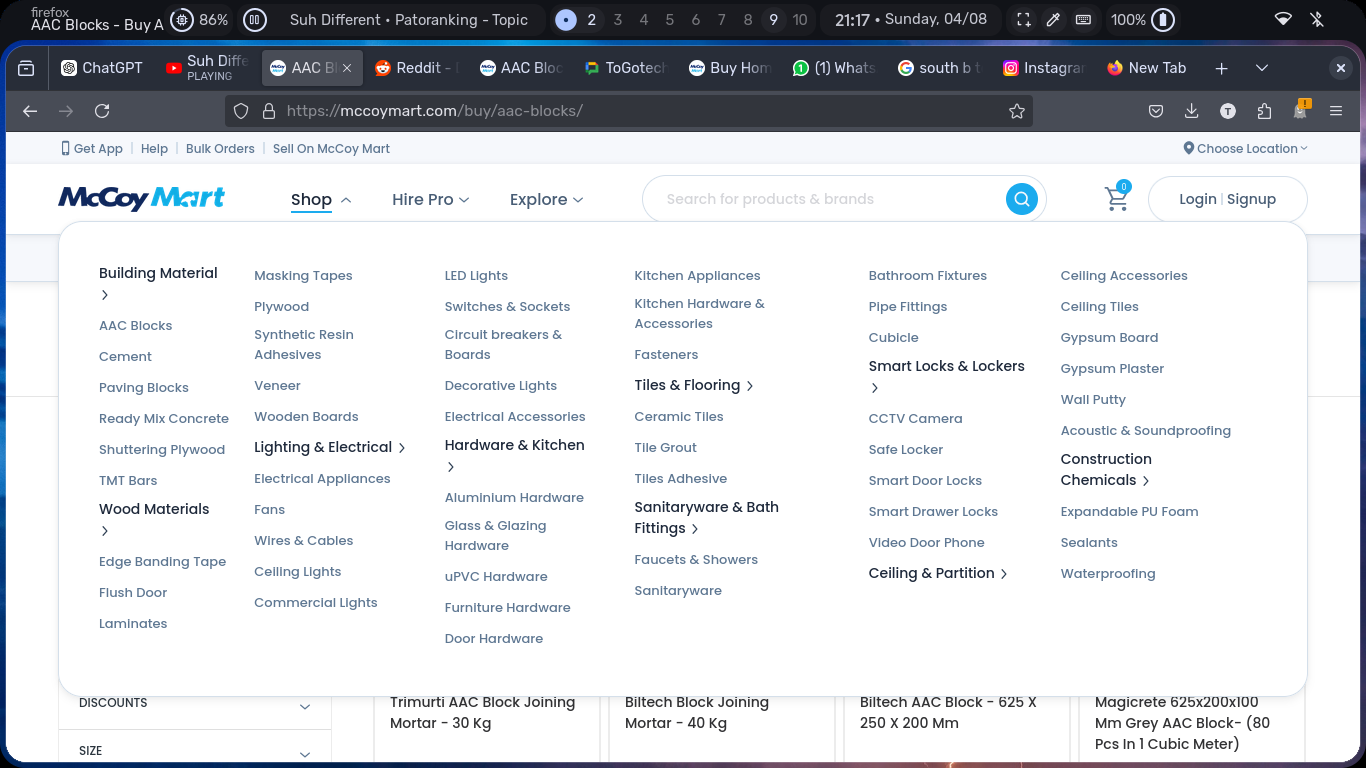 firefox
AAC Blocks - Buy A
86%
Suh Different • Patoranking - Topic
2 3 4 5 6 7 8 9 10
21:17 • Sunday, 04/08
100%
ChatGPT
Suh Diffe
PLAYING
AAC Bl
Reddit -
AAC Bloc
ToGotech
Buy Hom
(1) Whats
south b t
Instagram
New Tab
https://mccoymart.com/buy/aac-blocks/
Get App | Help | Bulk Orders | Sell On McCoy Mart
Choose Location
McCoy Mart
Shop
Hire Pro
Explore
Search for products & brands
0
Login | Signup
Building Material
AAC Blocks
Cement
Paving Blocks
Ready Mix Concrete
Shuttering Plywood
TMT Bars
Wood Materials
Edge Banding Tape
Flush Door
Laminates
Masking Tapes
Plywood
Synthetic Resin
Adhesives
Veneer
Wooden Boards
Lighting & Electrical
Electrical Appliances
Fans
Wires & Cables
Ceiling Lights
Commercial Lights
LED Lights
Switches & Sockets
Circuit breakers &
Boards
Decorative Lights
Electrical Accessories
Hardware & Kitchen
Aluminium Hardware
Glass & Glazing
Hardware
uPVC Hardware
Furniture Hardware
Door Hardware
Kitchen Appliances
Kitchen Hardware &
Accessories
Fasteners
Tiles & Flooring
Ceramic Tiles
Tile Grout
Tiles Adhesive
Sanitaryware & Bath
Fittings
Faucets & Showers
Sanitaryware
Bathroom Fixtures
Pipe Fittings
Cubicle
Smart Locks & Lockers
CCTV Camera
Safe Locker
Smart Door Locks
Smart Drawer Locks
Video Door Phone
Ceiling & Partition
Ceiling Accessories
Ceiling Tiles
Gypsum Board
Gypsum Plaster
Wall Putty
Acoustic & Soundproofing
Construction
Chemicals
Expandable PU Foam
Sealants
Waterproofing
DISCOUNTS
SIZE
Trimurti AAC Block Joining
Mortar - 30 Kg
Biltech Block Joining
Mortar - 40 Kg
Biltech AAC Block - 625 X
250 X 200 Mm
Magicrete 625x200x100
Mm Grey AAC Block- (80
Pcs In 1 Cubic Meter)